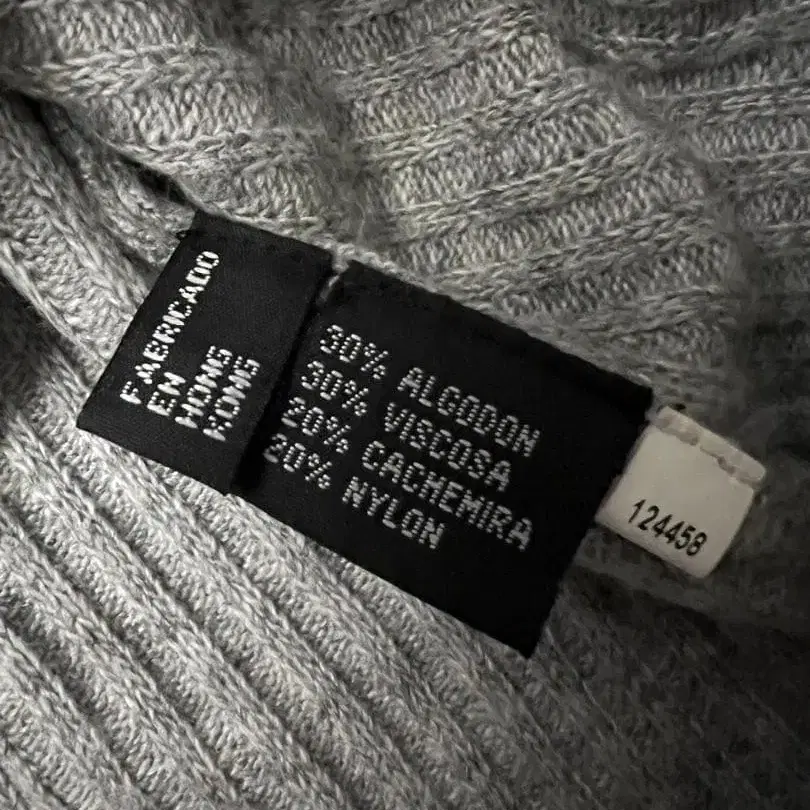 FABRICADO
EN
HONG
KONG
30% ALGODON
30% VISCOSA
20% CACHEMIRA
20% NYLON
124458